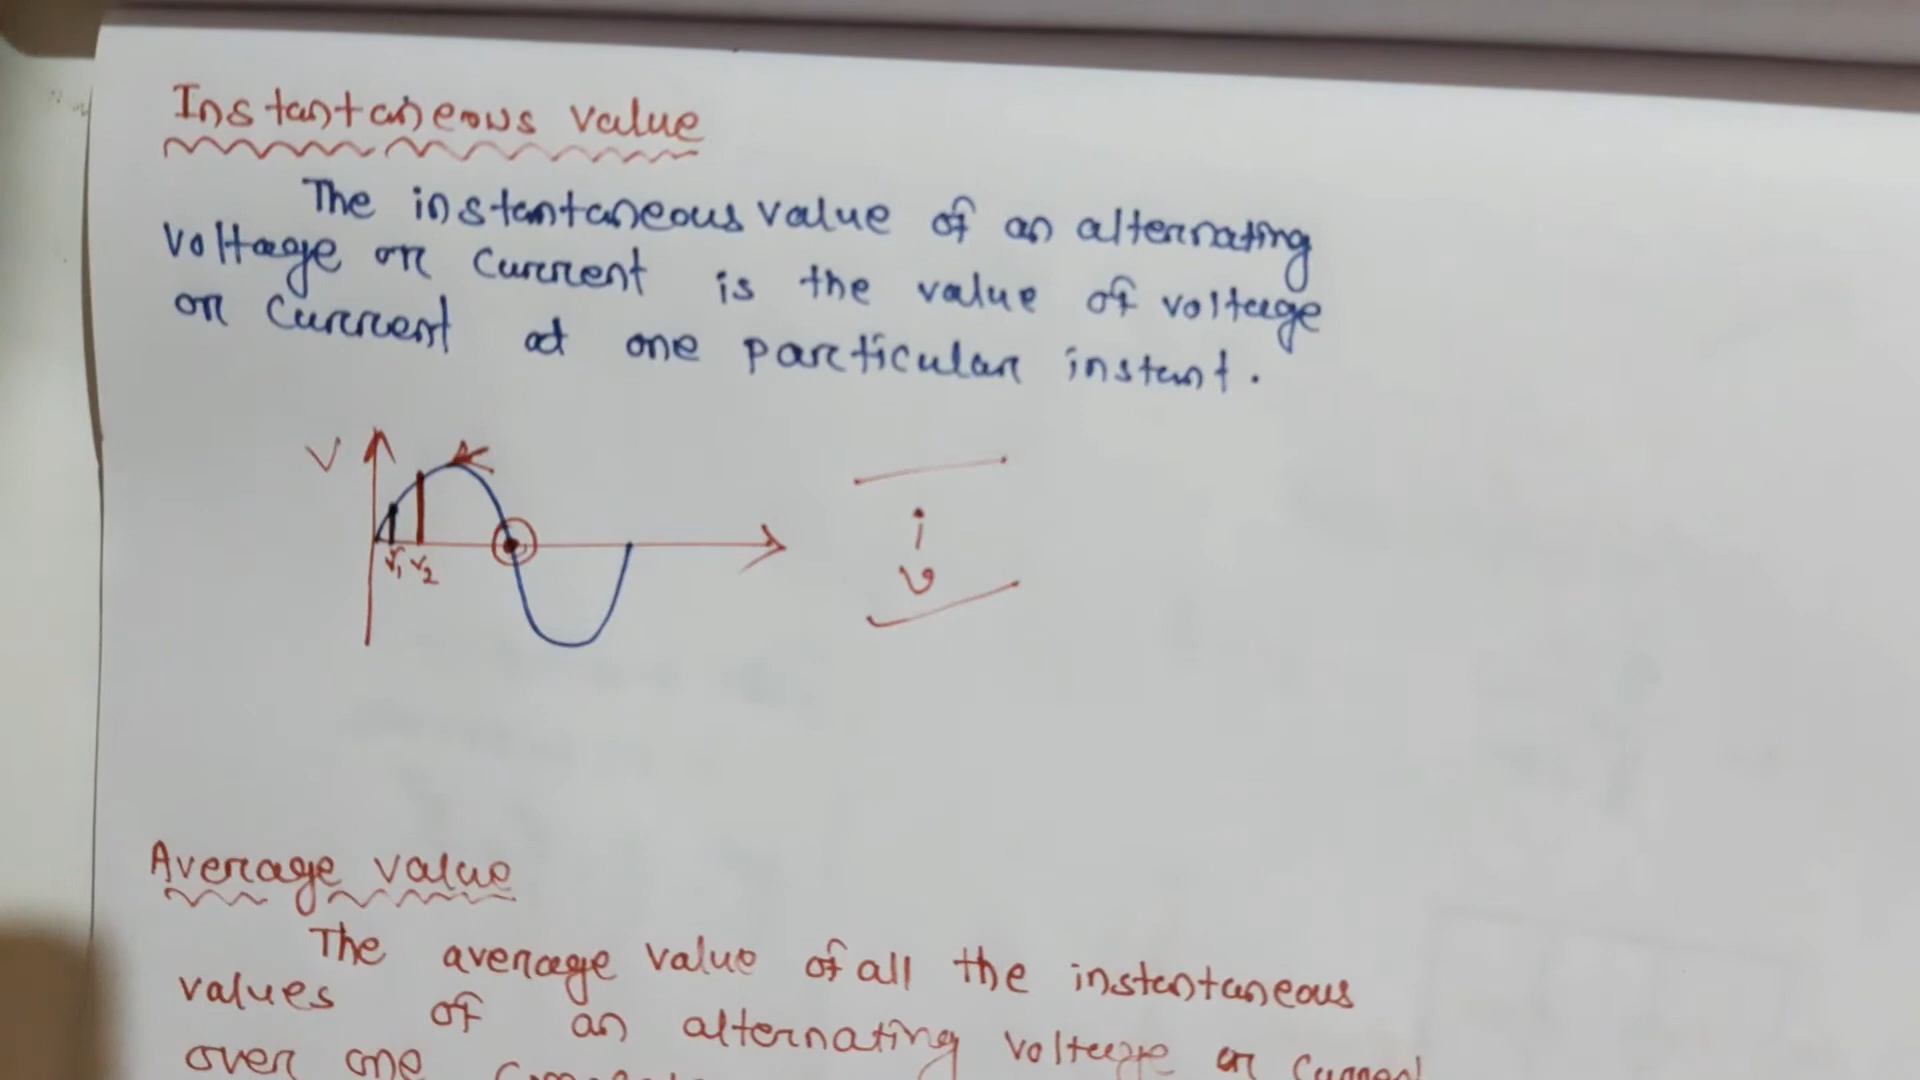 Instantaneous value
The instantaneous value of an alternating
voltage or current is the value of voltage
or current at one particular instant.
V
i
v
V1 V2
Average value
The average value of all the instantaneous
values of an alternating voltage or current
over one